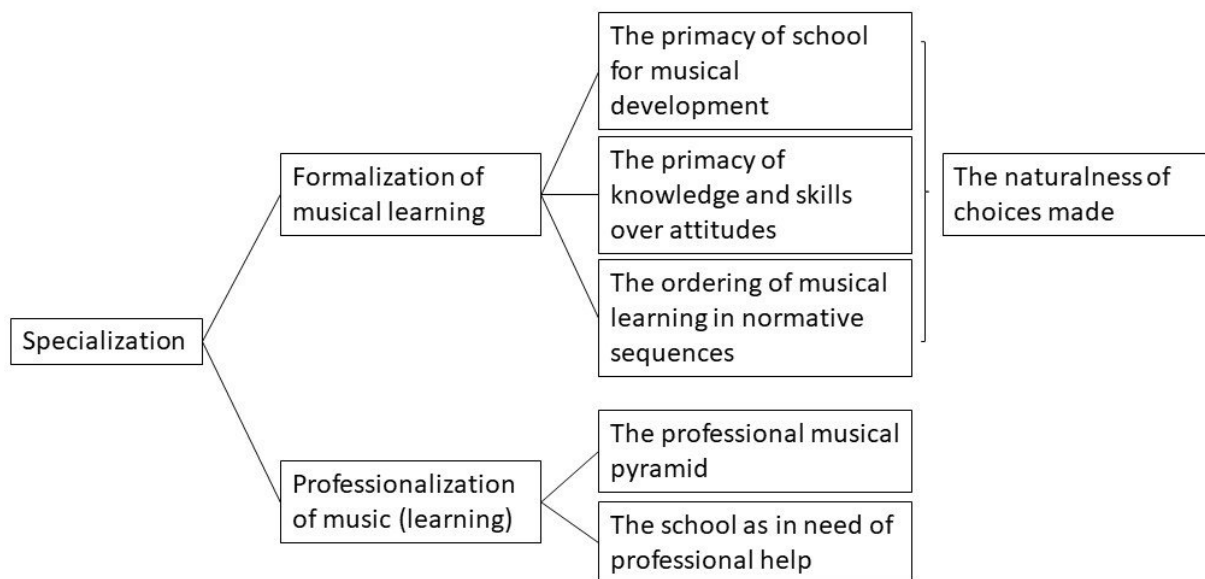 Specialization
Formalization of
musical learning
The primacy of school
for musical
development
The primacy of
knowledge and skills
over attitudes
The ordering of musical
learning in normative
sequences
The naturalness of
choices made
Professionalization
of music (learning)
The professional musical
pyramid
The school as in need of
professional help